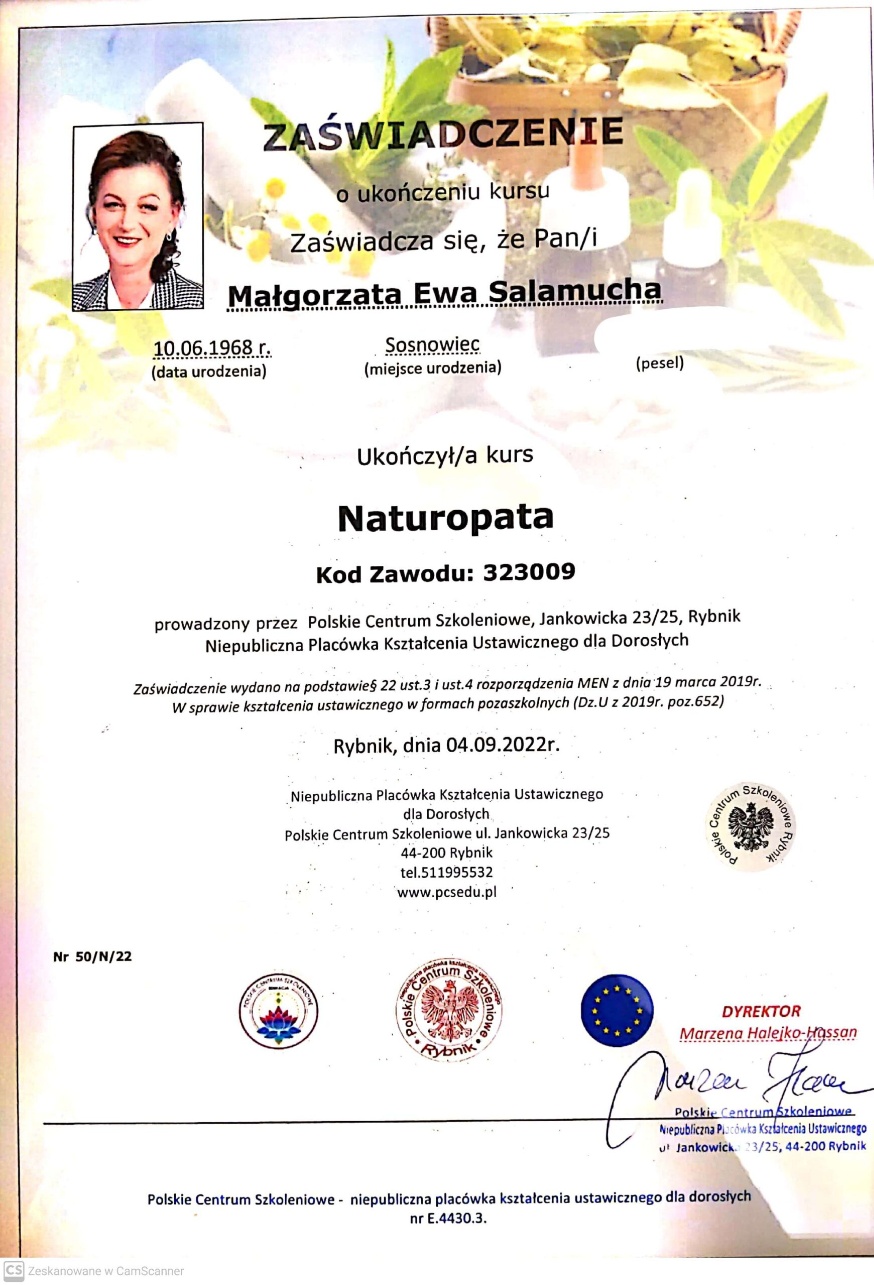 ZAŚWIADCZENIE
o ukończeniu kursu
Zaświadcza się, że Pan/i
Małgorzata Ewa Salamucha
10.06.1968 r. Sosnowiec
(data urodzenia) (miejsce urodzenia) (pesel)
Ukończył/a kurs
Naturopata
Kod Zawodu: 323009
prowadzony przez Polskie Centrum Szkoleniowe, Jankowicka 23/25, Rybnik
Niepubliczna Placówka Kształcenia Ustawicznego dla Dorosłych
Zaświadczenie wydano na podstawie§ 22 ust.3 i ust.4 rozporządzenia MEN z dnia 19 marca 2019r.
W sprawie kształcenia ustawicznego w formach pozaszkolnych (Dz.U z 2019r. poz.652)
Rybnik, dnia 04.09.2022r.
Niepubliczna Placówka Kształcenia Ustawicznego
dla Dorosłych
Polskie Centrum Szkoleniowe ul. Jankowicka 23/25
44-200 Rybnik
tel.511995532
www.pcsedu.pl
Polskie Centrum Szkoleniowe Rybnik
Nr 50/N/22
POLSKIE CENTRUM SZKOLENIOWE
niepubliczna placówka kształcenia ustawicznego
Polskie Centrum Szkoleniowe
Rybnik
DYREKTOR
Marzena Halejko-Hassan
Polskie Centrum Szkoleniowe
Niepubliczna Placówka Kształcenia Ustawicznego
ul Jankowicka 23/25, 44-200 Rybnik
Polskie Centrum Szkoleniowe - niepubliczna placówka kształcenia ustawicznego dla dorosłych
nr E.4430.3.
CS Zeskanowane w CamScanner